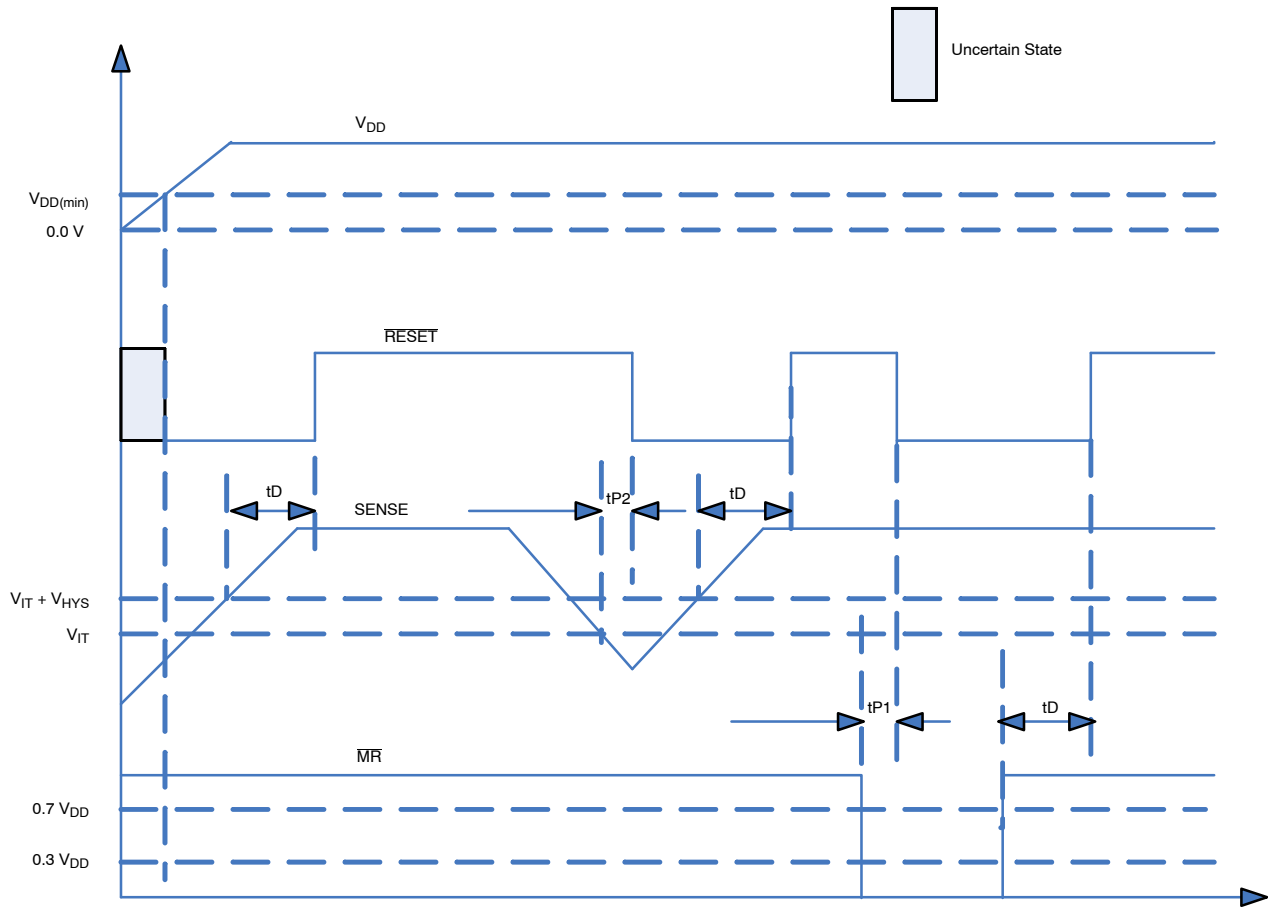 Uncertain State
VDD
VDD(min)
0.0 V
RESET
tD
SENSE
tP2
tD
VIT + VHYS
VIT
tP1
tD
MR
0.7 VDD
0.3 VDD